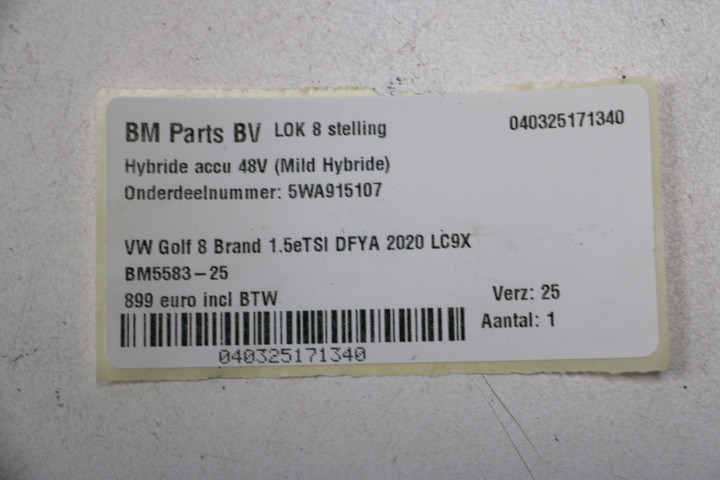 BM Parts BV LOK 8 stelling 040325171340
Hybride accu 48V (Mild Hybride)
Onderdeelnummer: 5WA915107
VW Golf 8 Brand 1.5eTSI DFYA 2020 LC9X
BM5583-25
899 euro incl BTW Verz: 25
Aantal: 1
040325171340